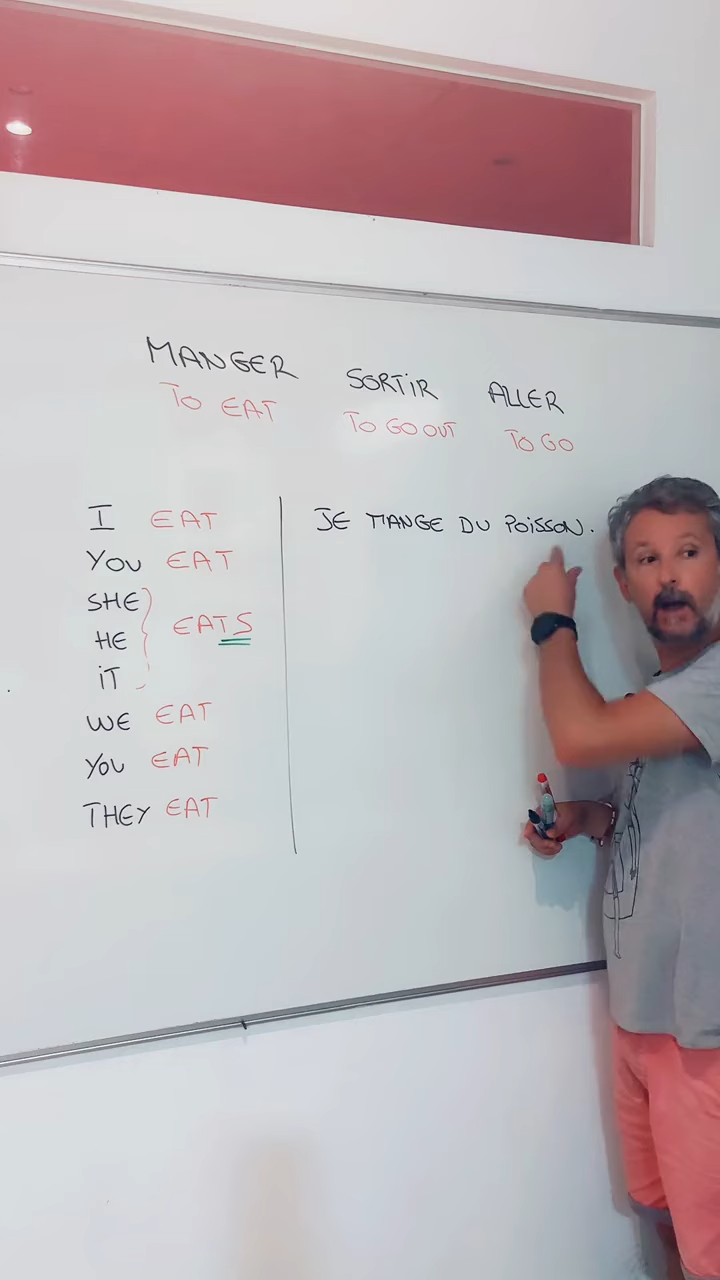 MANGER SORTIR ALLER
TO EAT TO GO OUT TO GO
I EAT
YOU EAT
SHE
HE EATS
IT
WE EAT
YOU EAT
THEY EAT
JE MANGE DU POISSON.